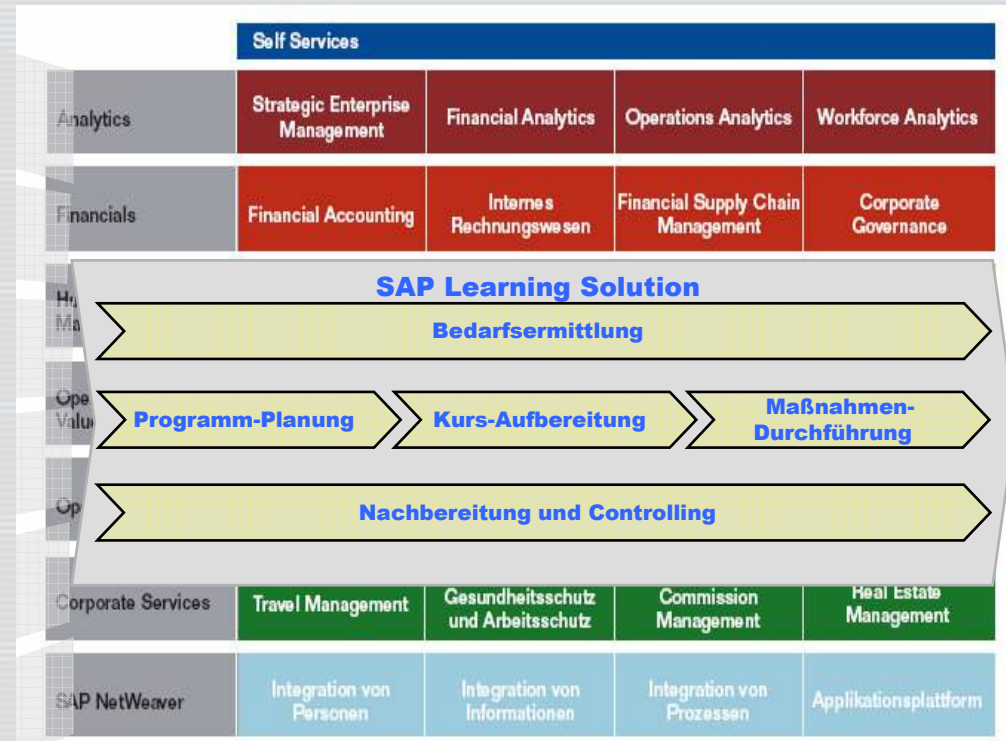 Self Services
Analytics
Strategic Enterprise
Management
Financial Analytics
Operations Analytics
Workforce Analytics
Financials
Financial Accounting
Internes
Rechnungswesen
Financial Supply Chain
Management
Corporate
Governance
SAP Learning Solution
Bedarfsermittlung
Programm-Planung
Kurs-Aufbereitung
Maßnahmen-
Durchführung
Nachbereitung und Controlling
Corporate Services
Travel Management
Gesundheitsschutz
und Arbeitsschutz
Commission
Management
Real Estate
Management
SAP NetWeaver
Integration von
Personen
Integration von
Informationen
Integration von
Prozessen
Applikationsplattform